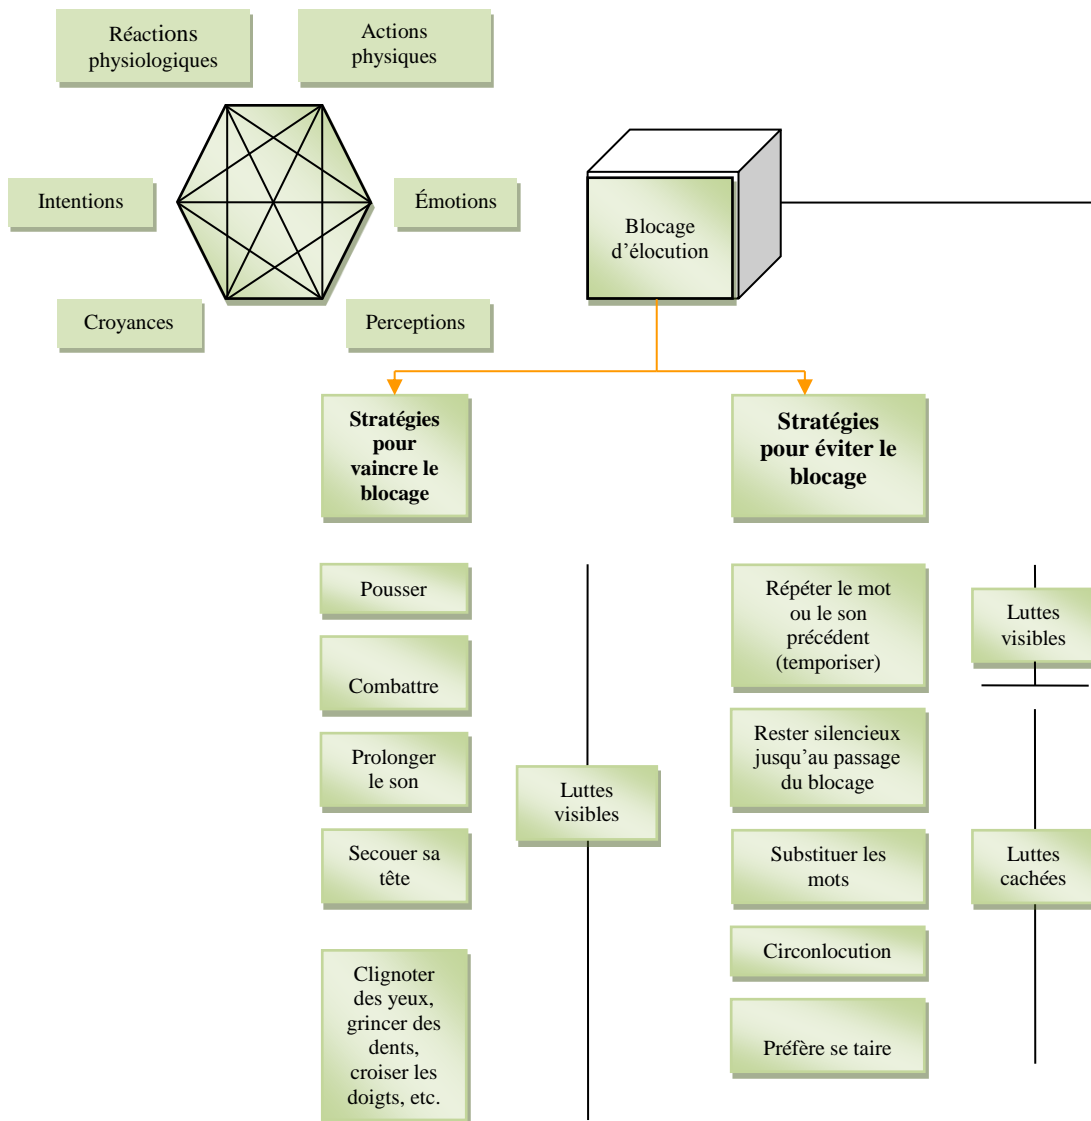 Réactions
physiologiques
Actions
physiques
Intentions
Émotions
Croyances
Perceptions
Blocage
d'élocution
Stratégies
pour
vaincre le
blocage
Pousser
Combattre
Prolonger
le son
Secouer sa
tête
Clignoter
des yeux,
grincer des
dents,
croiser les
doigts, etc.
Luttes
visibles
Stratégies
pour éviter le
blocage
Répéter le mot
ou le son
précédent
(temporiser)
Rester silencieux
jusqu'au passage
du blocage
Substituer les
mots
Circonlocution
Préfère se taire
Luttes
visibles
Luttes
cachées